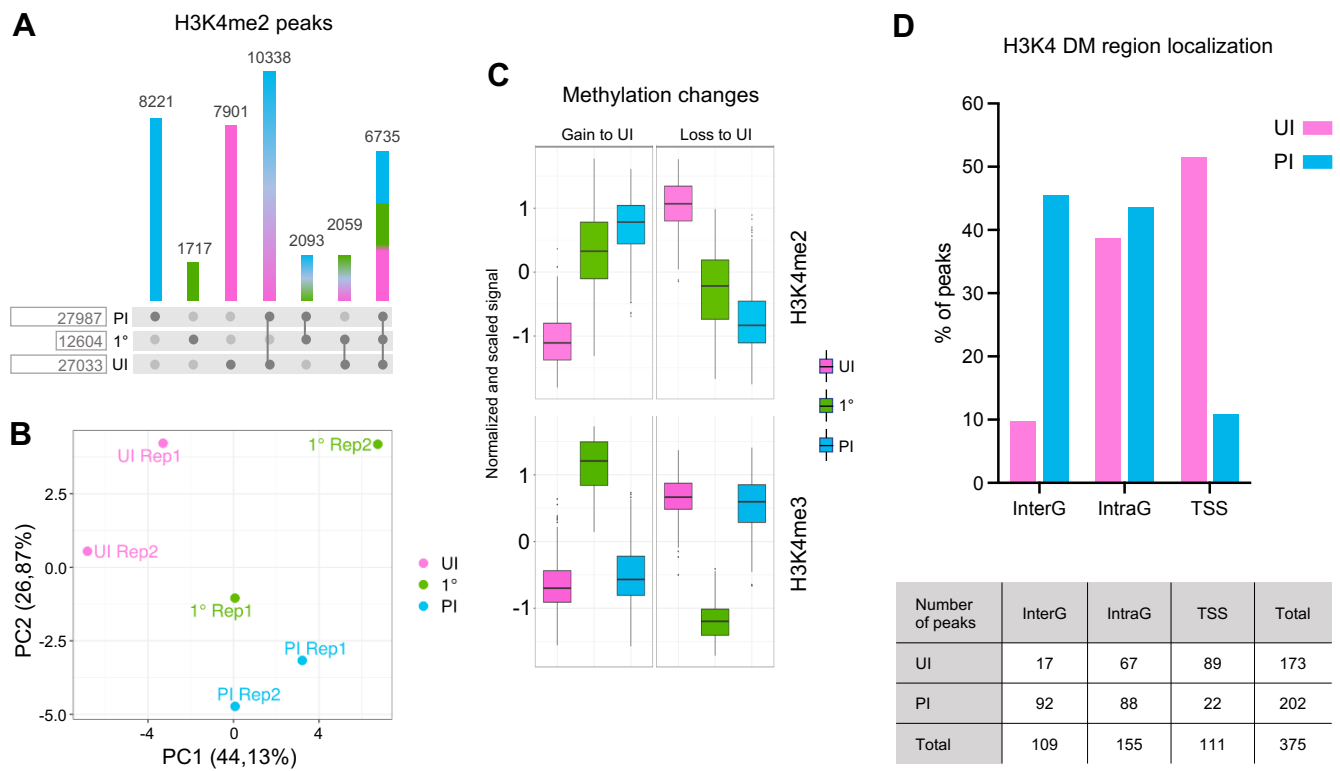 A
H3K4me2 peaks
8221
1717
7901
10338
2093
2059
6735
27987 PI
12604 1°
27033 UI
B
PC2 (26,87%)
2.5
0.0
-2.5
-5.0
UI Rep1
1° Rep2
UI Rep2
1° Rep1
PI Rep1
PI Rep2
-4 0 4
PC1 (44,13%)
UI
1°
PI
C
Methylation changes
Gain to UI Loss to UI
Normalized and scaled signal
1
0
-1
H3K4me2
1
0
-1
H3K4me3
UI
1°
PI
D
H3K4 DM region localization
% of peaks
60
50
40
30
20
10
0
InterG IntraG TSS
UI
PI
Number of peaks InterG IntraG TSS Total
UI 17 67 89 173
PI 92 88 22 202
Total 109 155 111 375